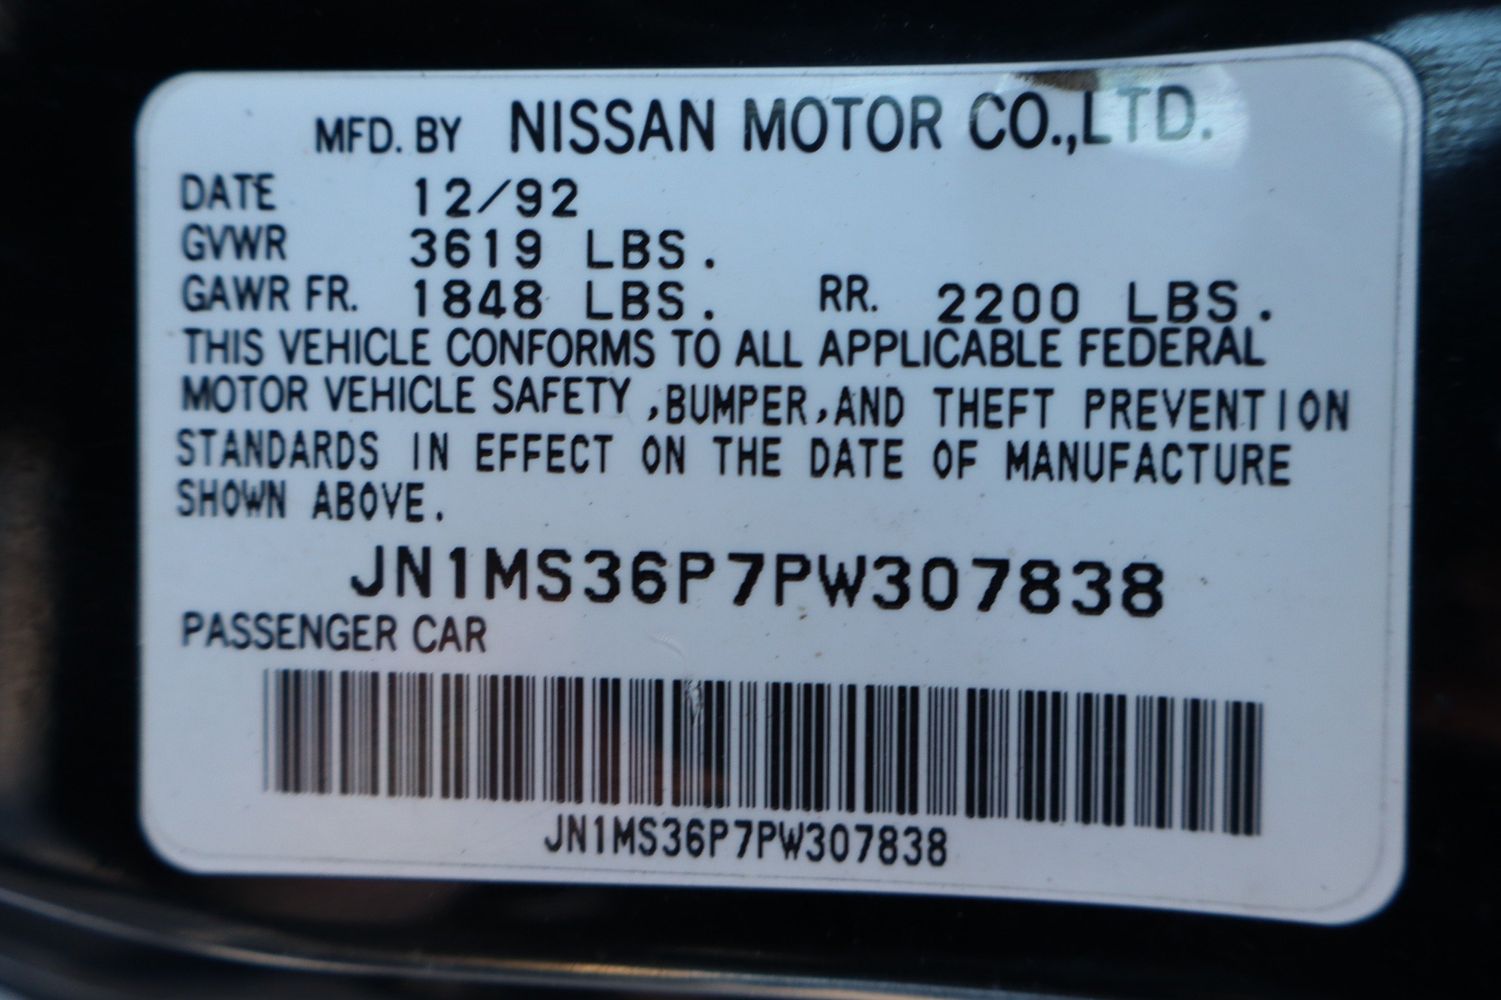 MFD. BY NISSAN MOTOR CO.,LTD.
DATE 12/92
GVWR 3619 LBS.
GAWR FR. 1848 LBS. RR. 2200 LBS.
THIS VEHICLE CONFORMS TO ALL APPLICABLE FEDERAL
MOTOR VEHICLE SAFETY ,BUMPER,AND THEFT PREVENTION
STANDARDS IN EFFECT ON THE DATE OF MANUFACTURE
SHOWN ABOVE.
JN1MS36P7PW307838
PASSENGER CAR
JN1MS36P7PW307838